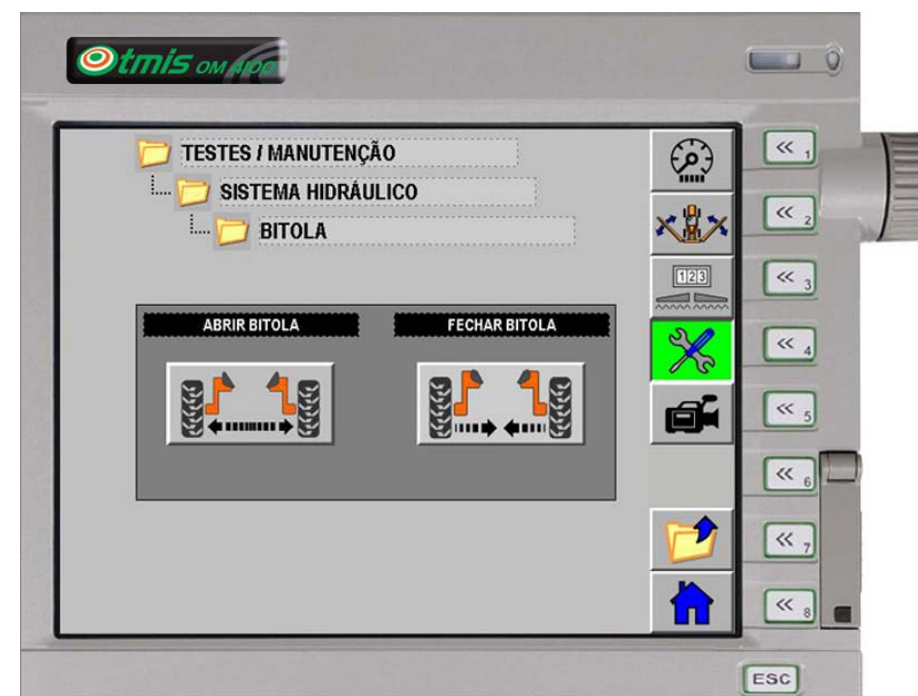 Otmis OM 4100
TESTES / MANUTENÇÃO
SISTEMA HIDRÁULICO
BITOLA
ABRIR BITOLA
FECHAR BITOLA
123
<< 1
<< 2
<< 3
<< 4
<< 5
<< 6
<< 7
<< 8
ESC